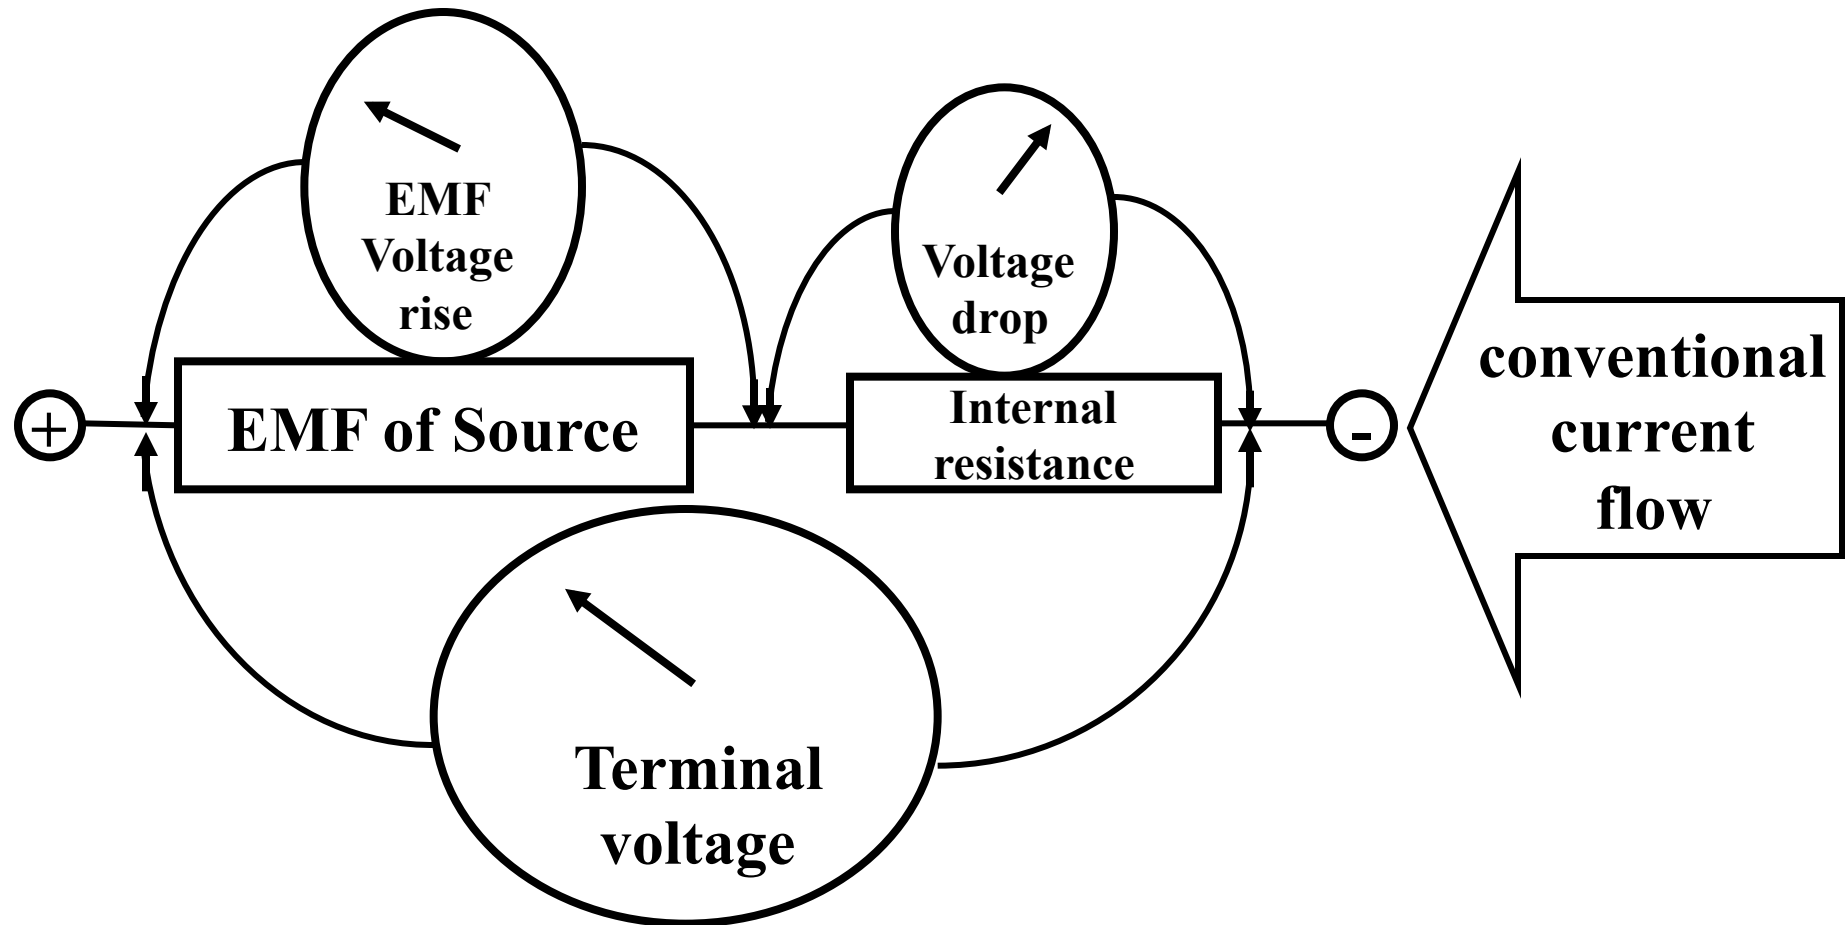 EMF
Voltage
rise
Voltage
drop
+
EMF of Source
Internal
resistance
-
conventional
current
flow
Terminal
voltage